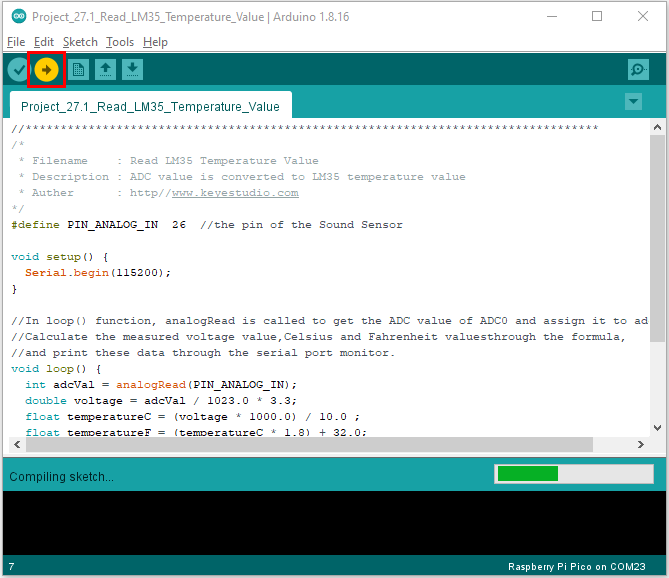 Project_27.1_Read_LM35_Temperature_Value | Arduino 1.8.16
File Edit Sketch Tools Help
Project_27.1_Read_LM35_Temperature_Value
//**********************************************************************************
/*
 * Filename    : Read LM35 Temperature Value
 * Description : ADC value is converted to LM35 temperature value
 * Auther      : http//www.keyestudio.com
*/
#define PIN_ANALOG_IN  26  //the pin of the Sound Sensor
void setup() {
  Serial.begin(115200);
}
//In loop() function, analogRead is called to get the ADC value of ADC0 and assign it to ad
//Calculate the measured voltage value,Celsius and Fahrenheit valuesthrough the formula,
//and print these data through the serial port monitor.
void loop() {
  int adcVal = analogRead(PIN_ANALOG_IN);
  double voltage = adcVal / 1023.0 * 3.3;
  float temperatureC = (voltage * 1000.0) / 10.0 ;
  float temperatureF = (temperatureC * 1.8) + 32.0;
Compiling sketch...
7 Raspberry Pi Pico on COM23